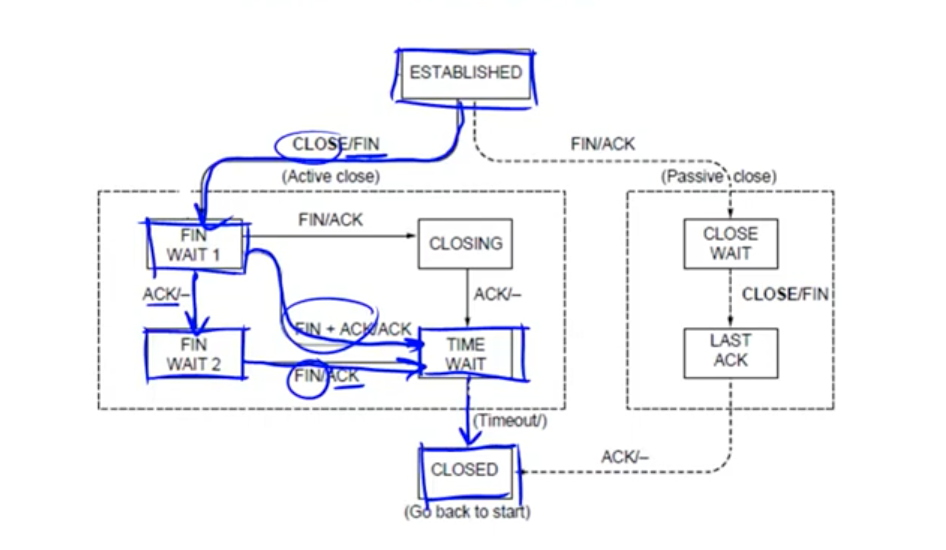 ESTABLISHED
CLOSE/FIN
FIN/ACK
(Active close)
(Passive close)
FIN/ACK
FIN
WAIT 1
CLOSING
CLOSE
WAIT
ACK/–
ACK/–
CLOSE/FIN
FIN + ACK/ACK
FIN
WAIT 2
TIME
WAIT
LAST
ACK
FIN/ACK
(Timeout/)
ACK/–
CLOSED
(Go back to start)